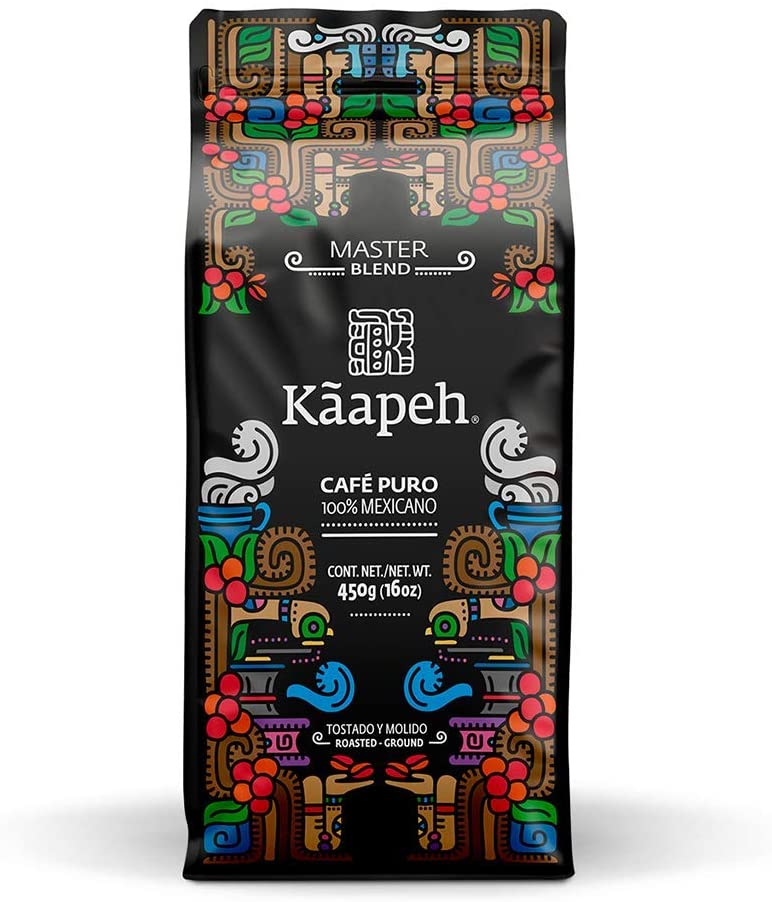 MASTER
BLEND
Kãapeh®
CAFÉ PURO
100% MEXICANO
CONT. NET./NET. WT.
450g (16oz)
TOSTADO Y MOLIDO
ROASTED - GROUND